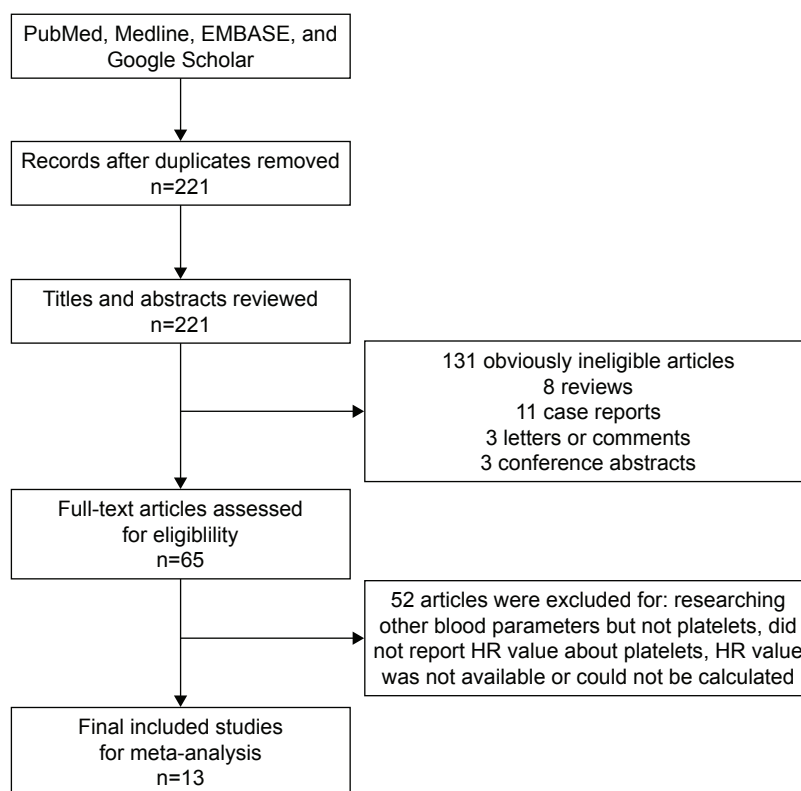 PubMed, Medline, EMBASE, and
Google Scholar
Records after duplicates removed
n=221
Titles and abstracts reviewed
n=221
131 obviously ineligible articles
8 reviews
11 case reports
3 letters or comments
3 conference abstracts
Full-text articles assessed
for eligiblility
n=65
52 articles were excluded for: researching
other blood parameters but not platelets, did
not report HR value about platelets, HR value
was not available or could not be calculated
Final included studies
for meta-analysis
n=13